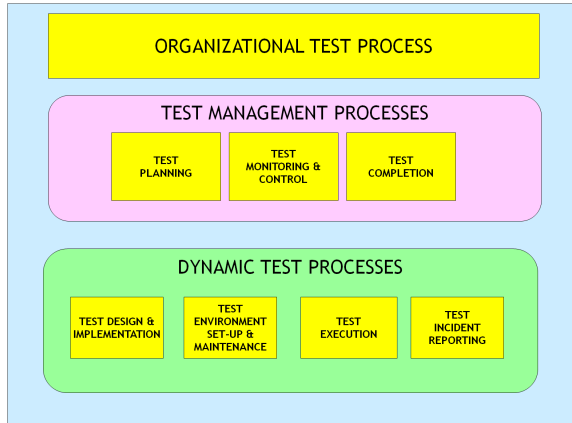 ORGANIZATIONAL TEST PROCESS
TEST MANAGEMENT PROCESSES
TEST
PLANNING
TEST
MONITORING &
CONTROL
TEST
COMPLETION
DYNAMIC TEST PROCESSES
TEST DESIGN &
IMPLEMENTATION
TEST
ENVIRONMENT
SET-UP &
MAINTENANCE
TEST
EXECUTION
TEST
INCIDENT
REPORTING